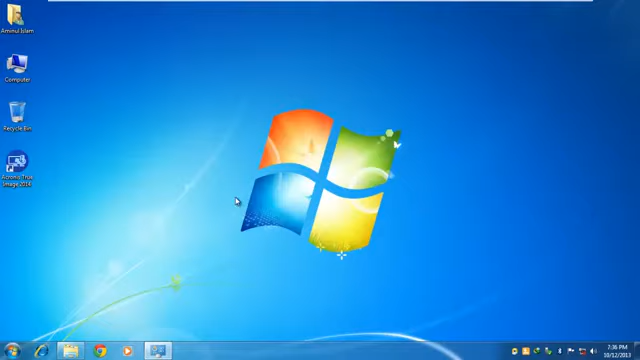 Aminul Islam
Computer
Recycle Bin
Acronis True
Image 2014
7:36 PM
10/12/2013